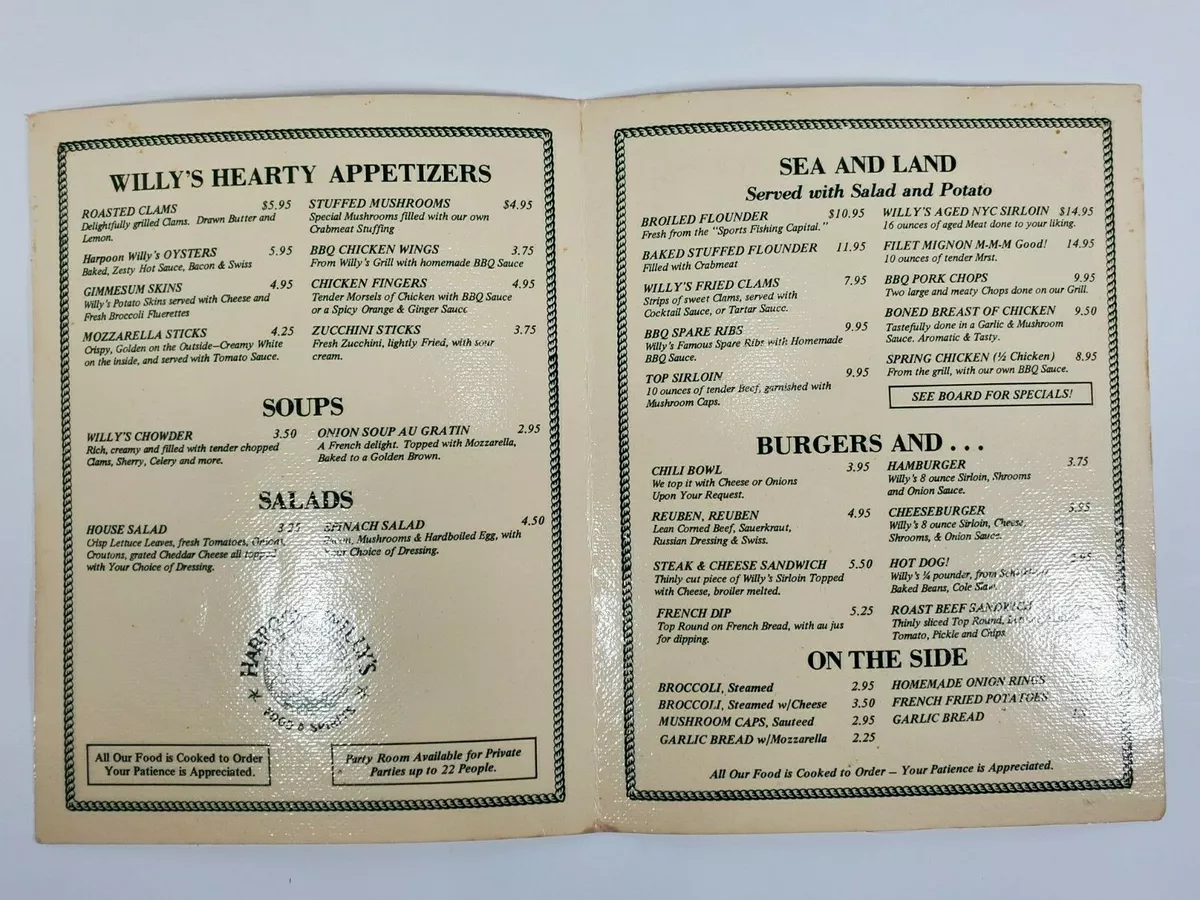 WILLY'S HEARTY APPETIZERS
ROASTED CLAMS $5.95
Delightfully grilled Clams. Drawn Butter and
Lemon.
Harpoon Willy's OYSTERS 5.95
Baked, Zesty Hot Sauce, Bacon & Swiss
GIMMESUM SKINS 4.95
Willy's Potato Skins served with Cheese and
Fresh Broccoli Fluerettes
MOZZARELLA STICKS 4.25
Crispy, Golden on the Outside—Creamy White
on the inside, and served with Tomato Sauce.
STUFFED MUSHROOMS $4.95
Special Mushrooms filled with our own
Crabmeat Stuffing
BBQ CHICKEN WINGS 3.75
From Willy's Grill with homemade BBQ Sauce
CHICKEN FINGERS 4.95
Tender Morsels of Chicken with BBQ Sauce
or a Spicy Orange & Ginger Sauce
ZUCCHINI STICKS 3.75
Fresh Zucchini, lightly Fried, with sour
cream.
SOUPS
WILLY'S CHOWDER 3.50
Rich, creamy and filled with tender chopped
Clams, Sherry, Celery and more.
ONION SOUP AU GRATIN 2.95
A French delight. Topped with Mozzarella,
Baked to a Golden Brown.
SALADS
HOUSE SALAD
Crisp Lettuce Leaves, fresh Tomatoes, Onions,
Croutons, grated Cheddar Cheese all topped
with Your Choice of Dressing.
SPINACH SALAD 4.50
Bacon, Mushrooms & Hardboiled Egg, with
Your Choice of Dressing.
HARPOON WILLY'S
FOOD & SPIRITS
All Our Food is Cooked to Order
Your Patience is Appreciated.
Party Room Available for Private
Parties up to 22 People.
SEA AND LAND
Served with Salad and Potato
BROILED FLOUNDER $10.95
Fresh from the "Sports Fishing Capital."
BAKED STUFFED FLOUNDER 11.95
Filled with Crabmeat
WILLY'S FRIED CLAMS 7.95
Strips of sweet Clams, served with
Cocktail Sauce, or Tartar Sauce.
BBQ SPARE RIBS 9.95
Willy's Famous Spare Ribs with Homemade
BBQ Sauce.
TOP SIRLOIN 9.95
10 ounces of tender Beef, garnished with
Mushroom Caps.
WILLY'S AGED NYC SIRLOIN $14.95
16 ounces of aged Meat done to your liking.
FILET MIGNON M-M-M Good! 14.95
10 ounces of tender Mrst.
BBQ PORK CHOPS 9.95
Two large and meaty Chops done on our Grill.
BONED BREAST OF CHICKEN 9.50
Tastefully done in a Garlic & Mushroom
Sauce. Aromatic & Tasty.
SPRING CHICKEN (½ Chicken) 8.95
From the grill, with our own BBQ Sauce.
SEE BOARD FOR SPECIALS!
BURGERS AND . . .
CHILI BOWL 3.95
We top it with Cheese or Onions
Upon Your Request.
REUBEN, REUBEN 4.95
Lean Corned Beef, Sauerkraut,
Russian Dressing & Swiss.
STEAK & CHEESE SANDWICH 5.50
Thinly cut piece of Willy's Sirloin Topped
with Cheese, broiler melted.
FRENCH DIP 5.25
Top Round on French Bread, with au jus
for dipping.
HAMBURGER 3.75
Willy's 8 ounce Sirloin, Shrooms
and Onion Sauce.
CHEESEBURGER
Willy's 8 ounce Sirloin, Cheese,
Shrooms, & Onion Sauce.
HOT DOG!
Willy's ¼ pounder, from
Baked Beans, Cole Slaw.
ROAST BEEF SANDWICH
Thinly sliced Top Round,
Tomato, Pickle and Chips
ON THE SIDE
BROCCOLI, Steamed 2.95
BROCCOLI, Steamed w/Cheese 3.50
MUSHROOM CAPS, Sauteed 2.95
GARLIC BREAD w/Mozzarella 2.25
HOMEMADE ONION RINGS
FRENCH FRIED POTATOES
GARLIC BREAD
All Our Food is Cooked to Order — Your Patience is Appreciated.